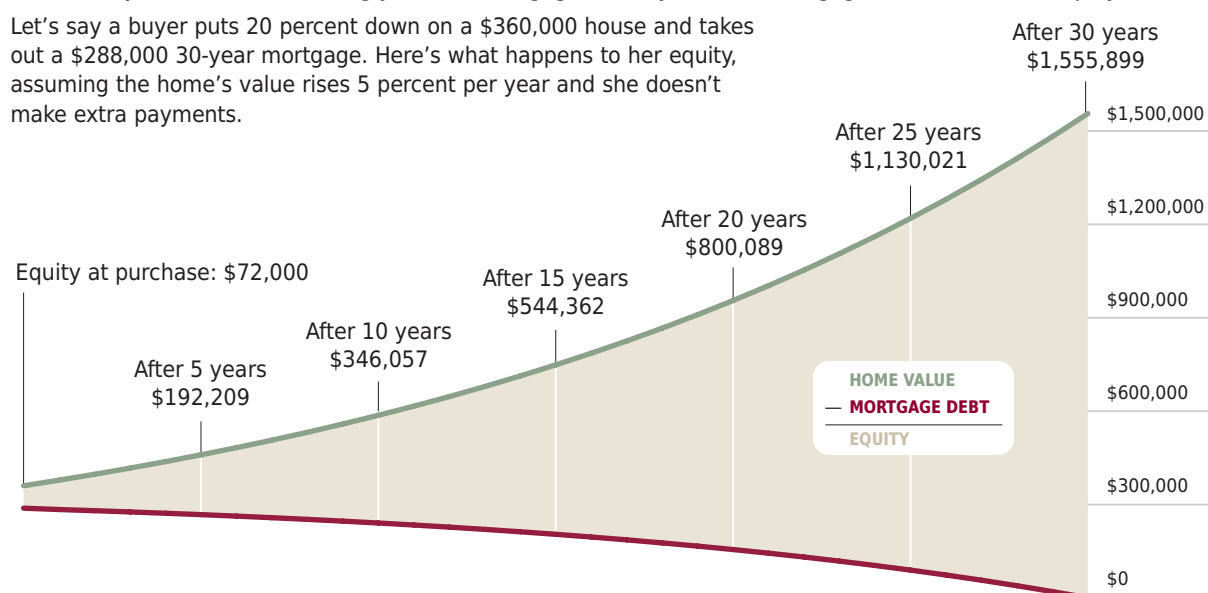 Let’s say a buyer puts 20 percent down on a $360,000 house and takes
out a $288,000 30-year mortgage. Here’s what happens to her equity,
assuming the home’s value rises 5 percent per year and she doesn’t
make extra payments.
After 30 years
$1,555,899
$1,500,000
After 25 years
$1,130,021
$1,200,000
After 20 years
$800,089
Equity at purchase: $72,000
After 15 years
$544,362
$900,000
After 10 years
$346,057
After 5 years
$192,209
HOME VALUE
— MORTGAGE DEBT
EQUITY
$600,000
$300,000
$0